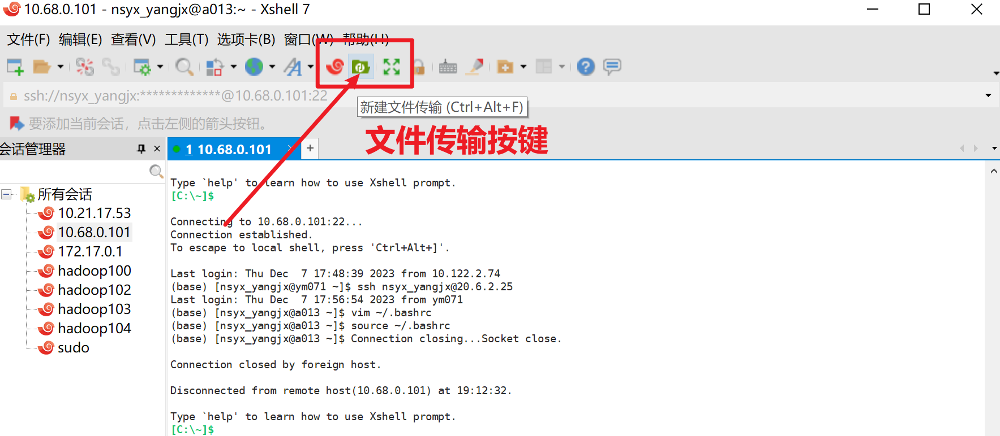 10.68.0.101 - nsyx_yangjx@a013:~ - Xshell 7
文件(F) 编辑(E) 查看(V) 工具(T) 选项卡(B) 窗口(W) 帮助(H)
ssh://nsyx_yangjx:*************@10.68.0.101:22
新建文件传输 (Ctrl+Alt+F)
要添加当前会话，点击左侧的箭头按钮。
文件传输按键
会话管理器
1 10.68.0.101
+
所有会话
10.21.17.53
10.68.0.101
172.17.0.1
hadoop100
hadoop102
hadoop103
hadoop104
sudo
Type `help' to learn how to use Xshell prompt.
[C:\~]$
Connecting to 10.68.0.101:22...
Connection established.
To escape to local shell, press 'Ctrl+Alt+]'.
Last login: Thu Dec  7 17:48:39 2023 from 10.122.2.74
(base) [nsyx_yangjx@ym071 ~]$ ssh nsyx_yangjx@20.6.2.25
Last login: Thu Dec  7 17:56:54 2023 from ym071
(base) [nsyx_yangjx@a013 ~]$ vim ~/.bashrc
(base) [nsyx_yangjx@a013 ~]$ source ~/.bashrc
(base) [nsyx_yangjx@a013 ~]$ Connection closing...Socket close.
Connection closed by foreign host.
Disconnected from remote host(10.68.0.101) at 19:12:32.
Type `help' to learn how to use Xshell prompt.
[C:\~]$